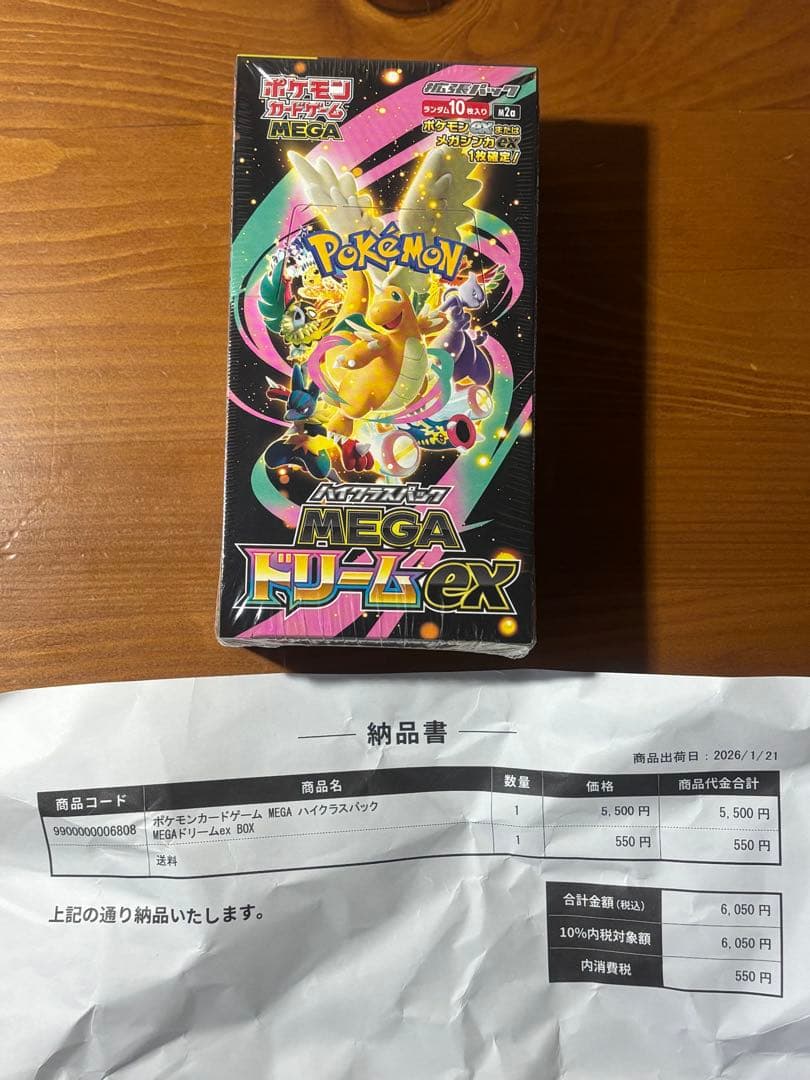 ポケモン
カードゲーム
MEGA
拡張パック
ランダム10枚入り
M2a
ポケモンexまたは
メガシンカex
1枚確定!
POKéMON
ハイクラスパック
MEGA
ドリームex
納品書
商品出荷日:2026/1/21
商品コード 商品名 数量 価格 商品代金合計
9900000006808 ポケモンカードゲーム MEGA ハイクラスパック 1 5,500円 5,500円
MEGAドリームex BOX
送料 1 550円 550円
上記の通り納品いたします。
合計金額(税込) 6,050円
10%内税対象額 6,050円
内消費税 550円